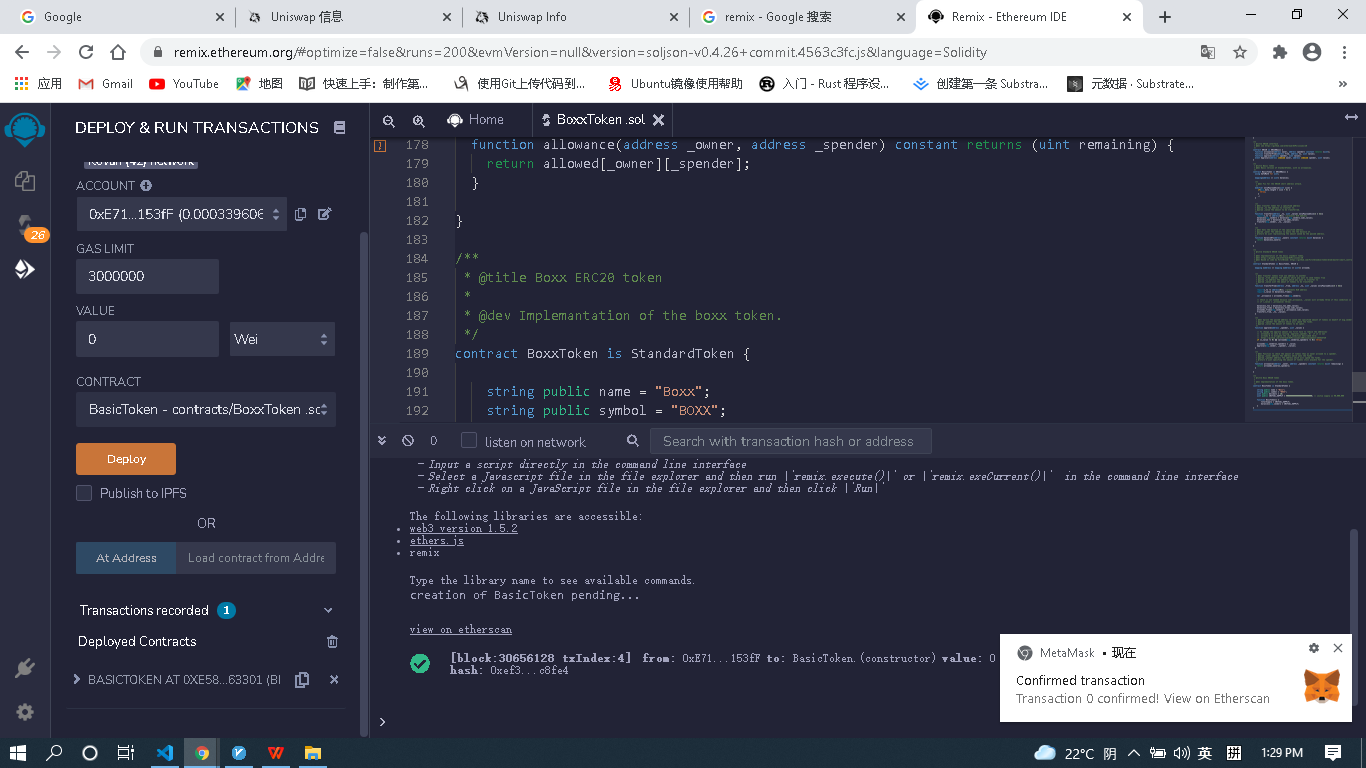 Google
Uniswap 信息
Uniswap Info
remix - Google 搜索
Remix - Ethereum IDE
remix.ethereum.org/#optimize=false&runs=200&evmVersion=null&version=soljson-v0.4.26+commit.4563c3fc.js&language=Solidity
应用
Gmail
YouTube
地图
快速上手：制作第...
使用Git上传代码到...
Ubuntu镜像使用帮助
入门 - Rust 程序设...
创建第一条 Substra...
元数据 · Substrate...
DEPLOY & RUN TRANSACTIONS
Kovan (42) network
ACCOUNT
0xE71...153fF (0.000339606
GAS LIMIT
3000000
VALUE
0
Wei
CONTRACT
BasicToken - contracts/BoxxToken .sc
Deploy
Publish to IPFS
OR
At Address
Load contract from Addre
Transactions recorded 1
Deployed Contracts
BASICTOKEN AT 0XE58...63301 (Bl
26
Home
BoxxToken .sol
178 function allowance(address _owner, address _spender) constant returns (uint remaining) {
179 return allowed[_owner][_spender];
180 }
181
182 }
183
184 /**
185 * @title Boxx ERC20 token
186 *
187 * @dev Implemantation of the boxx token.
188 */
189 contract BoxxToken is StandardToken {
190
191 string public name = "Boxx";
192 string public symbol = "BOXX";
0
listen on network
Search with transaction hash or address
- Input a script directly in the command line interface
- Select a Javascript file in the file explorer and then run |`remix.execute()|` or |`remix.exeCurrent()|` in the command line interface
- Right click on a JavaScript file in the file explorer and then click |`Run|`
The following libraries are accessible:
• web3 version 1.5.2
• ethers.js
• remix
Type the library name to see available commands.
creation of BasicToken pending...
view on etherscan
[block:30656128 txIndex:4] from: 0xE71...153fF to: BasicToken.(constructor) value: 0
hash: 0xef3...c8fe4
>
MetaMask • 现在
Confirmed transaction
Transaction 0 confirmed! View on Etherscan
22°C 阴
英
拼
1:29 PM